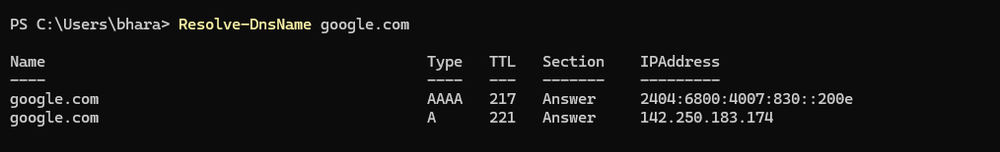 PS C:\Users\bhara> Resolve-DnsName google.com
Name Type TTL Section IPAddress
---- ---- --- ------- ---------
google.com AAAA 217 Answer 2404:6800:4007:830::200e
google.com A 221 Answer 142.250.183.174